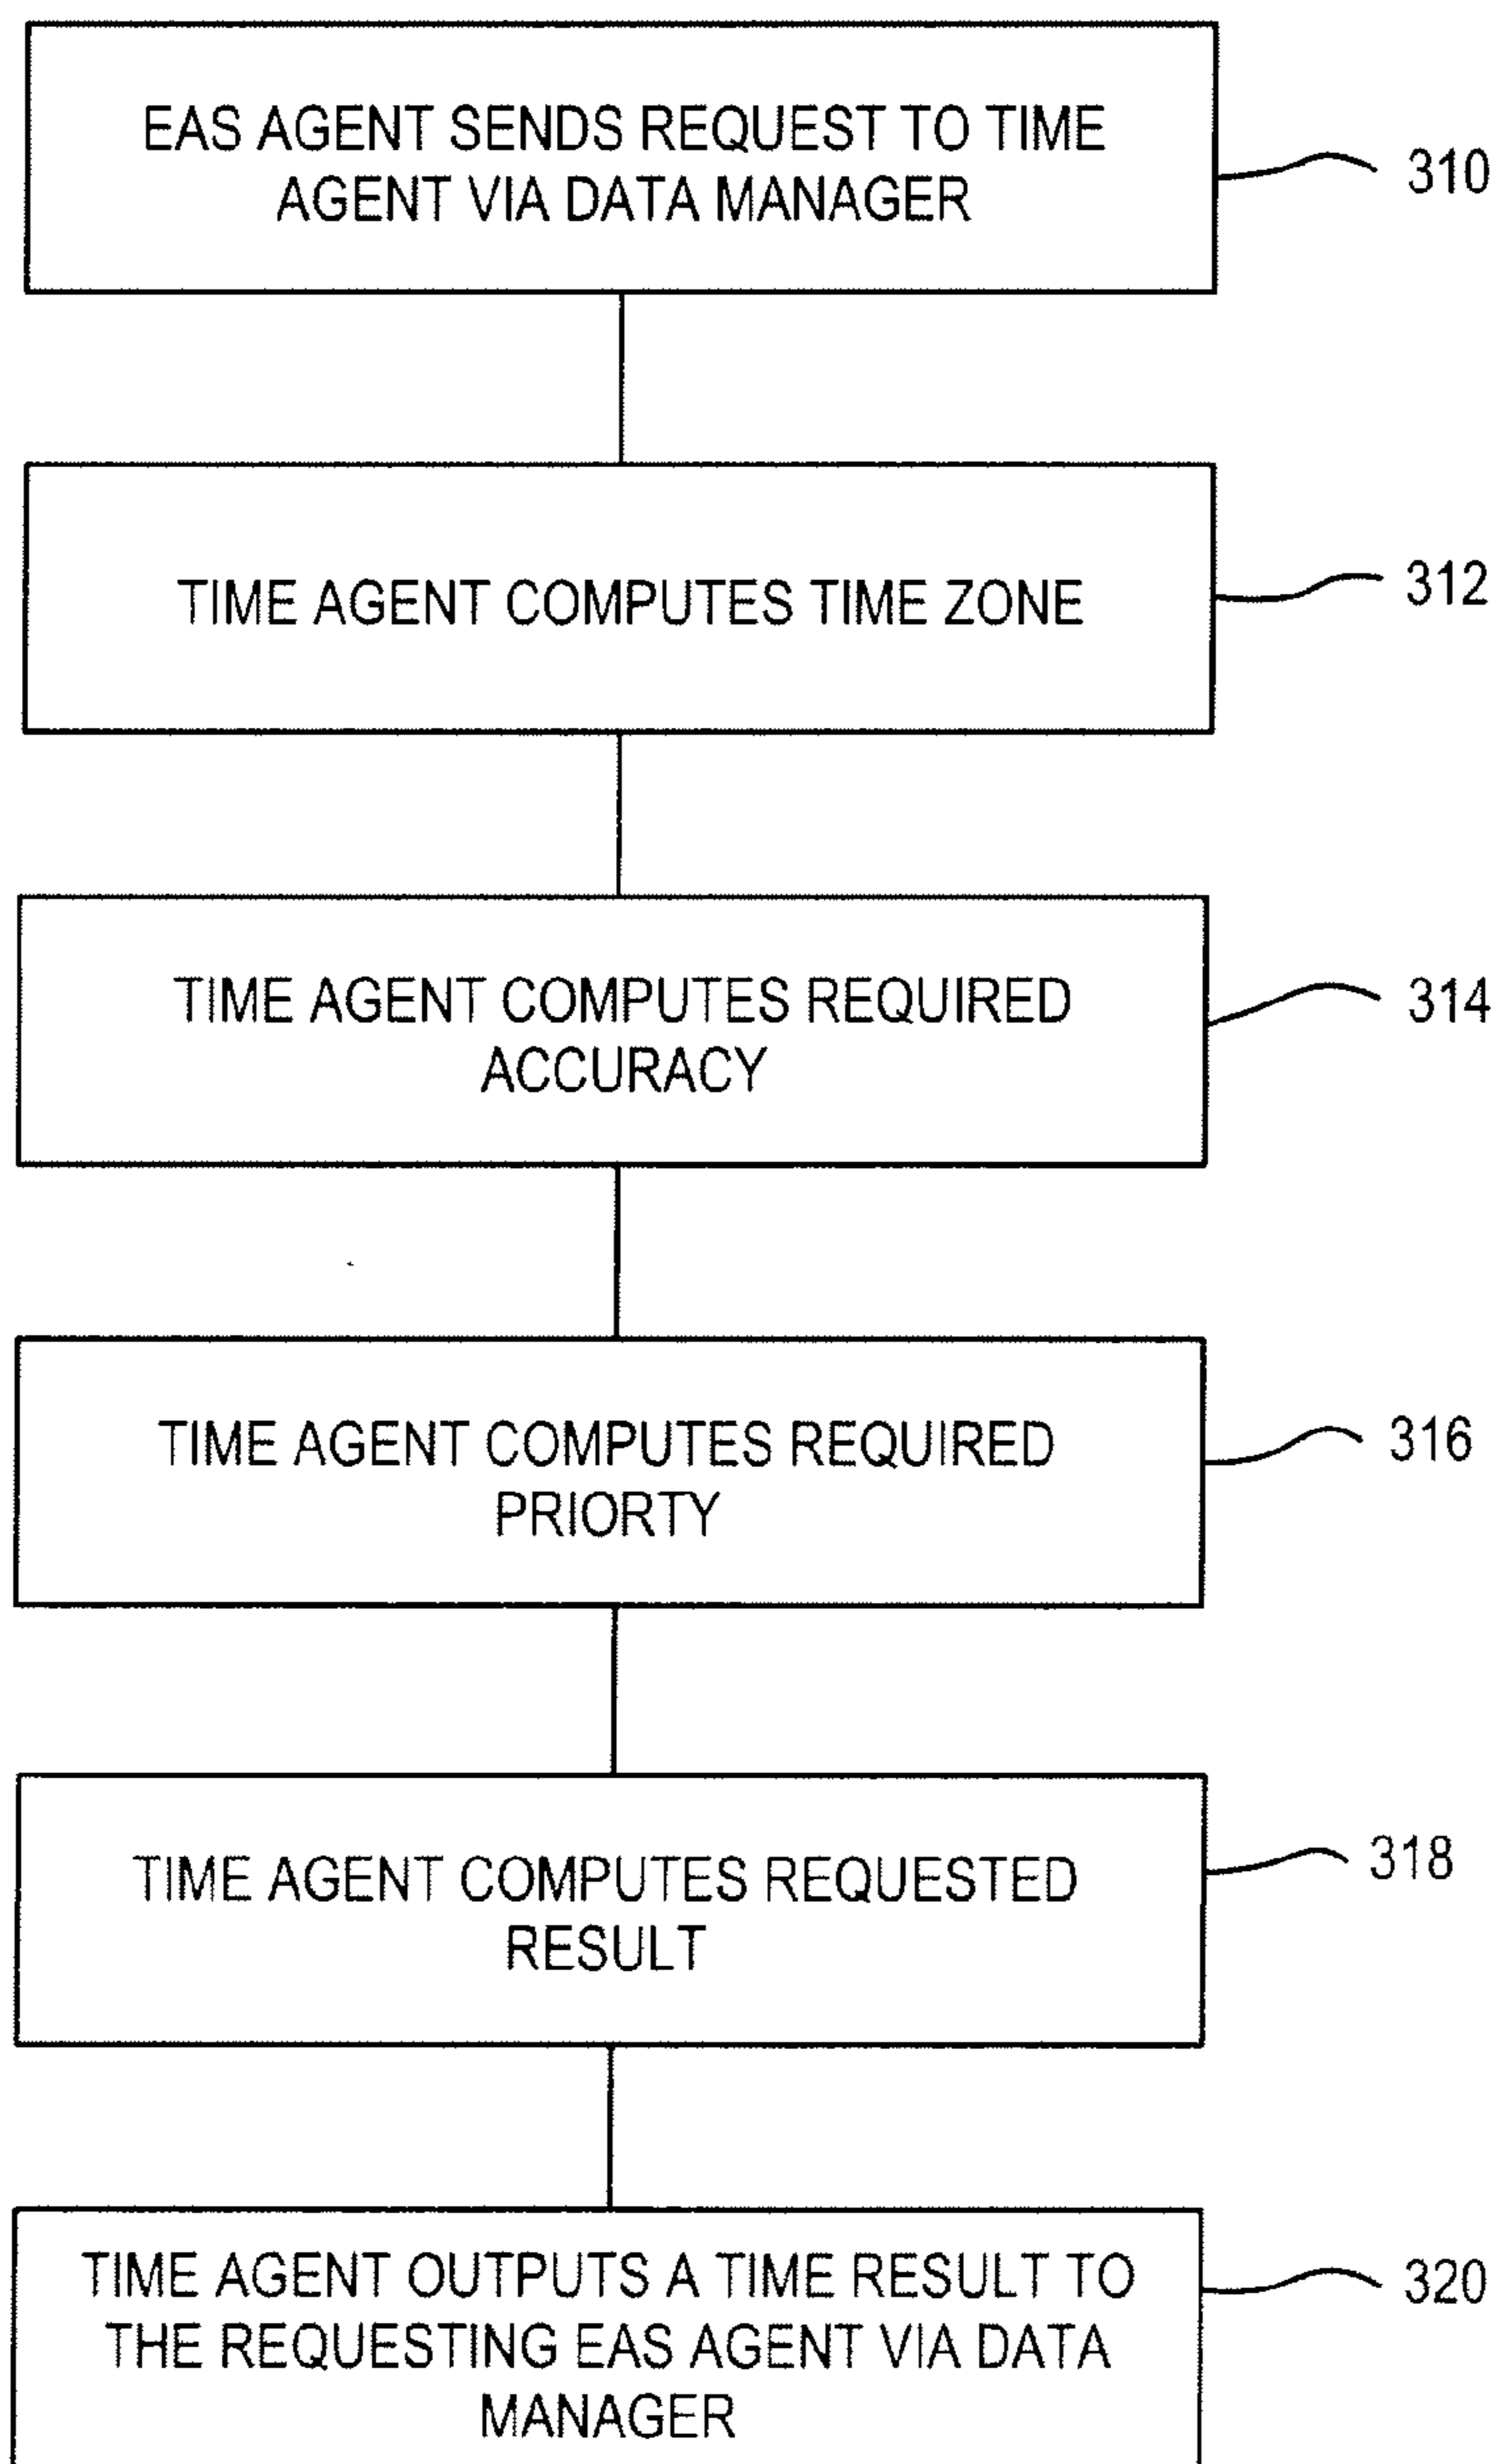 EAS AGENT SENDS REQUEST TO TIME
AGENT VIA DATA MANAGER
310
TIME AGENT COMPUTES TIME ZONE
312
TIME AGENT COMPUTES REQUIRED
ACCURACY
314
TIME AGENT COMPUTES REQUIRED
PRIORTY
316
TIME AGENT COMPUTES REQUESTED
RESULT
318
TIME AGENT OUTPUTS A TIME RESULT TO
THE REQUESTING EAS AGENT VIA DATA
MANAGER
320